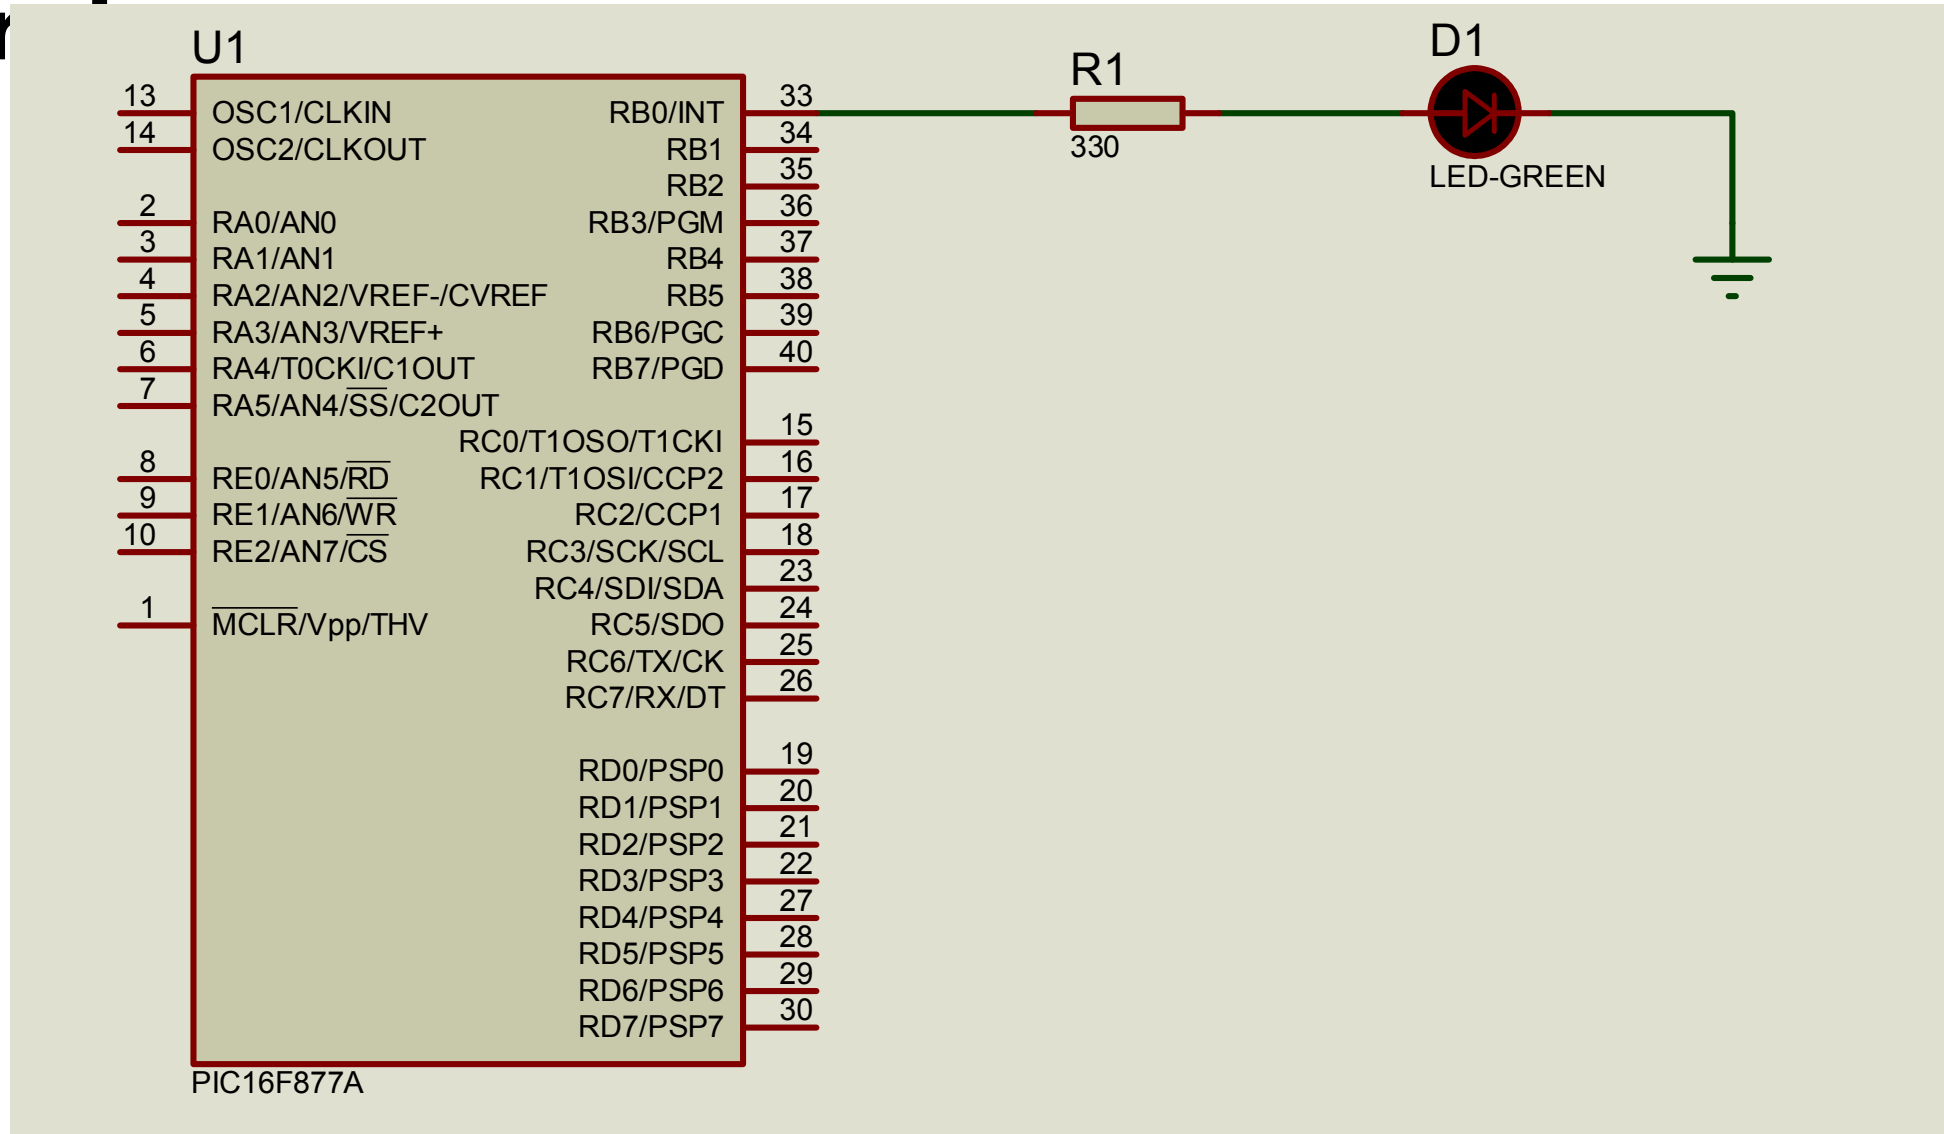 U1
R1
D1
330
LED-GREEN
13 OSC1/CLKIN RB0/INT 33
14 OSC2/CLKOUT RB1 34
RB2 35
2 RA0/AN0 RB3/PGM 36
3 RA1/AN1 RB4 37
4 RA2/AN2/VREF-/CVREF RB5 38
5 RA3/AN3/VREF+ RB6/PGC 39
6 RA4/T0CKI/C1OUT RB7/PGD 40
7 RA5/AN4/SS/C2OUT
RC0/T1OSO/T1CKI 15
8 RE0/AN5/RD RC1/T1OSI/CCP2 16
9 RE1/AN6/WR RC2/CCP1 17
10 RE2/AN7/CS RC3/SCK/SCL 18
RC4/SDI/SDA 23
1 MCLR/Vpp/THV RC5/SDO 24
RC6/TX/CK 25
RC7/RX/DT 26
RD0/PSP0 19
RD1/PSP1 20
RD2/PSP2 21
RD3/PSP3 22
RD4/PSP4 27
RD5/PSP5 28
RD6/PSP6 29
RD7/PSP7 30
PIC16F877A